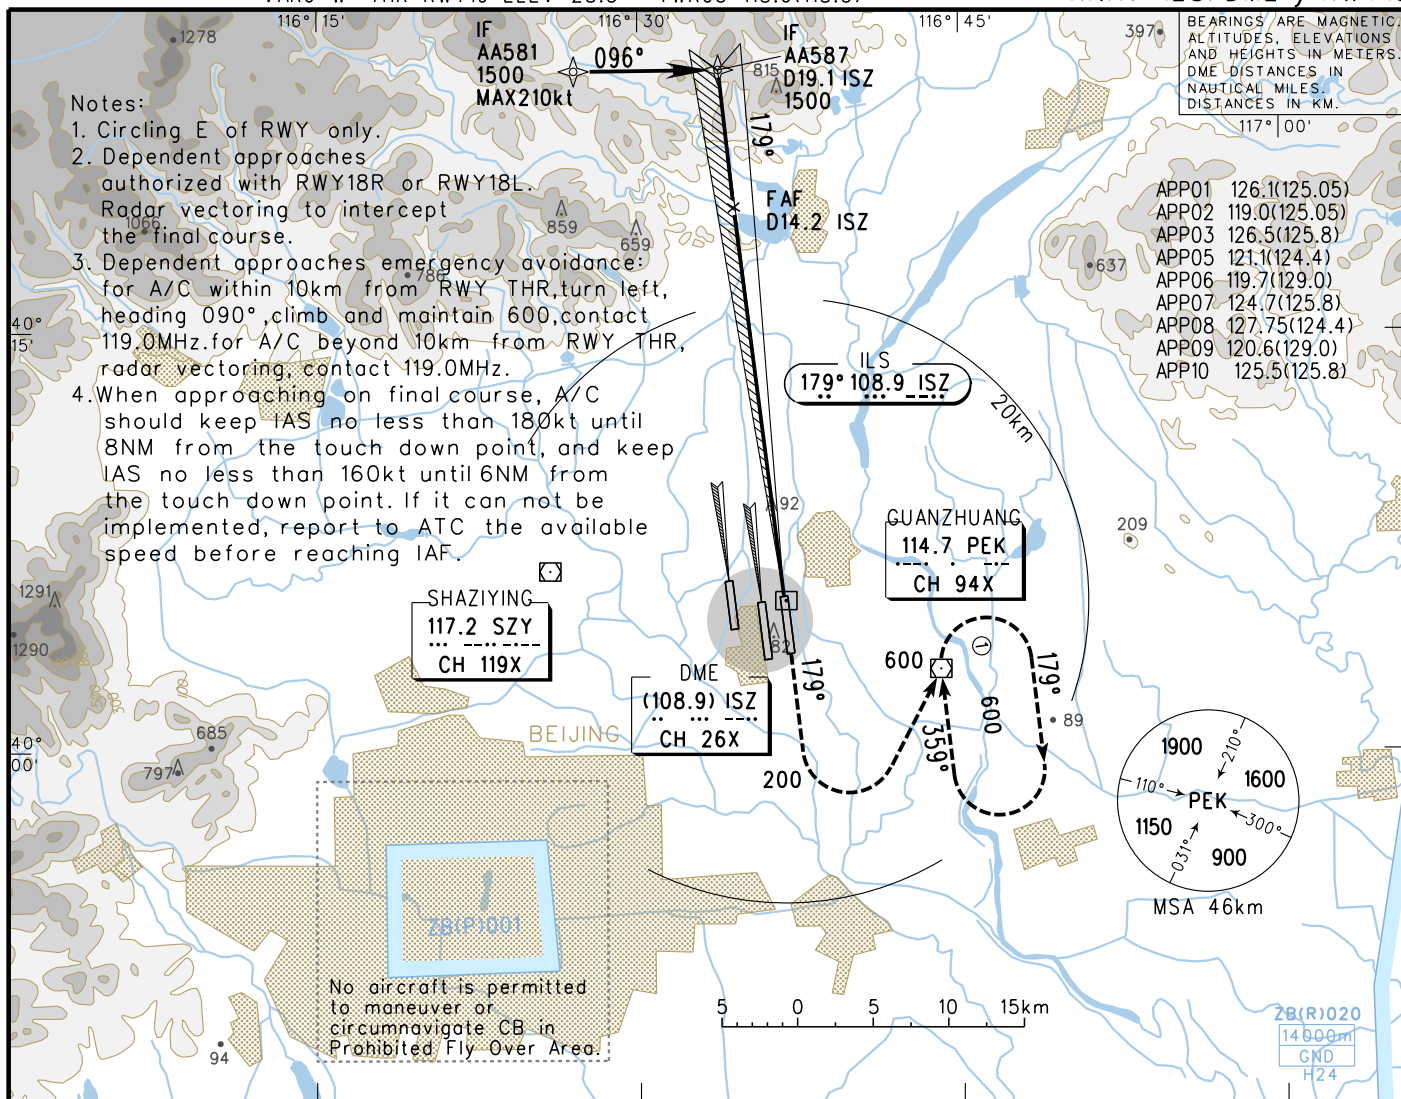 116°15'
116°30'
116°45'
BEARINGS ARE MAGNETIC.
ALTITUDES, ELEVATIONS
AND HEIGHTS IN METERS.
DME DISTANCES IN
NAUTICAL MILES.
DISTANCES IN KM.
117°00'
397
1278
IF
AA581
1500
MAX210kt
096°
IF
AA587
D19.1 ISZ
1500
815
179°
FAF
D14.2 ISZ
Notes:
1. Circling E of RWY only.
2. Dependent approaches
authorized with RWY18R or RWY18L.
Radar vectoring to intercept
the final course.
3. Dependent approaches emergency avoidance:
for A/C within 10km from RWY THR,turn left,
heading 090°,climb and maintain 600,contact
119.0MHz.for A/C beyond 10km from RWY THR,
radar vectoring, contact 119.0MHz.
4.When approaching on final course, A/C
should keep IAS no less than 180kt until
8NM from the touch down point, and keep
IAS no less than 160kt until 6NM from
the touch down point. If it can not be
implemented, report to ATC the available
speed before reaching IAF.
1066
859
659
786
637
APP01 126.1(125.05)
APP02 119.0(125.05)
APP03 126.5(125.8)
APP05 121.1(124.4)
APP06 119.7(129.0)
APP07 124.7(125.8)
APP08 127.75(124.4)
APP09 120.6(129.0)
APP10 125.5(125.8)
40°
15'
ILS
179° 108.9 ISZ
20km
92
209
GUANZHUANG
114.7 PEK
CH 94X
1291
1290
SHAZIYING
117.2 SZY
CH 119X
82
DME
(108.9) ISZ
CH 26X
179°
600
①
179°
600
359°
200
89
685
797
500
300
40°
00'
BEIJING
1900
210°
1600
110°
PEK
300°
1150
031°
900
MSA 46km
ZB(P)001
No aircraft is permitted
to maneuver or
circumnavigate CB in
Prohibited Fly Over Area.
94
5 0 5 10 15km
ZB(R)020
14000m
GND
H24